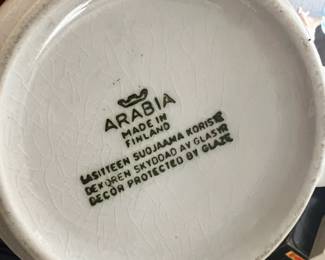 ARABIA
MADE IN
FINLAND
LASITTEEN SUOJAAMA KORISTE
DEKOREN SKYDDAD AV GLASYR
DECOR PROTECTED BY GLAZE